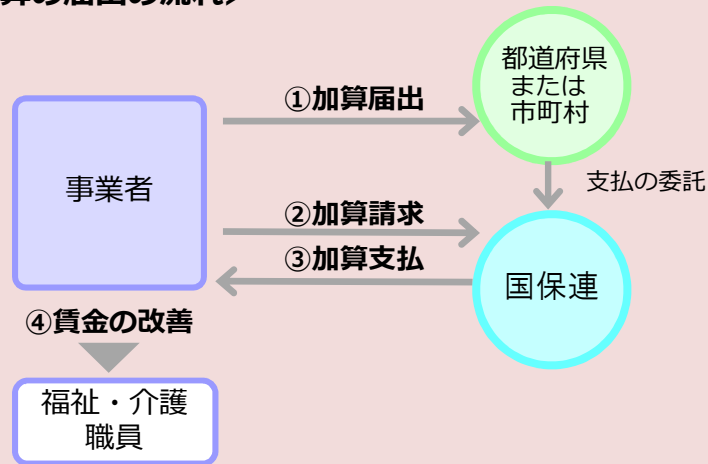 算の届出の流れ>
都道府県
または
市町村
①加算届出
事業者
支払の委託
②加算請求
③加算支払
国保連
④賃金の改善
福祉・介護
職員